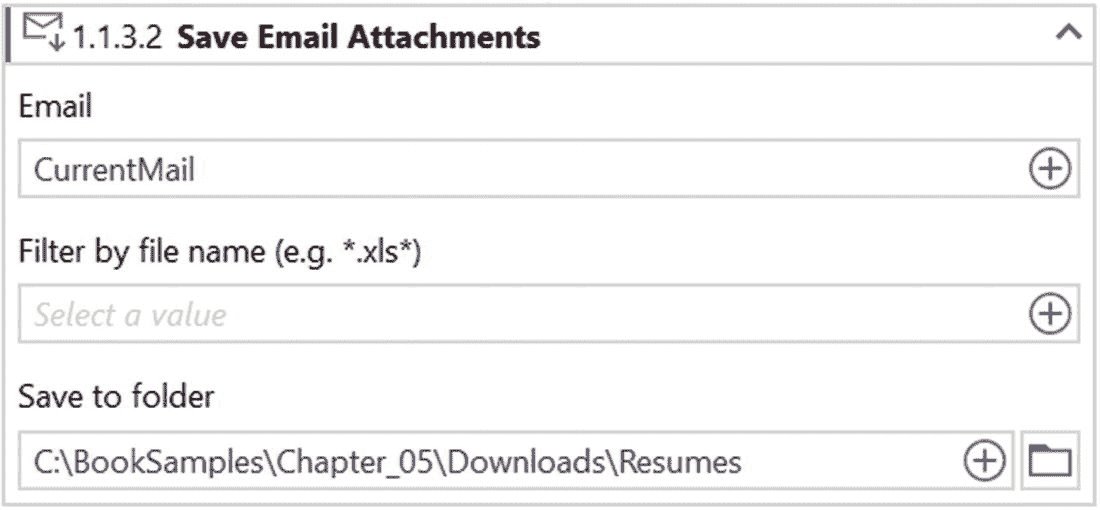 1.1.3.2 Save Email Attachments
Email
CurrentMail
Filter by file name (e.g. *.xls*)
Select a value
Save to folder
C:\BookSamples\Chapter_05\Downloads\Resumes